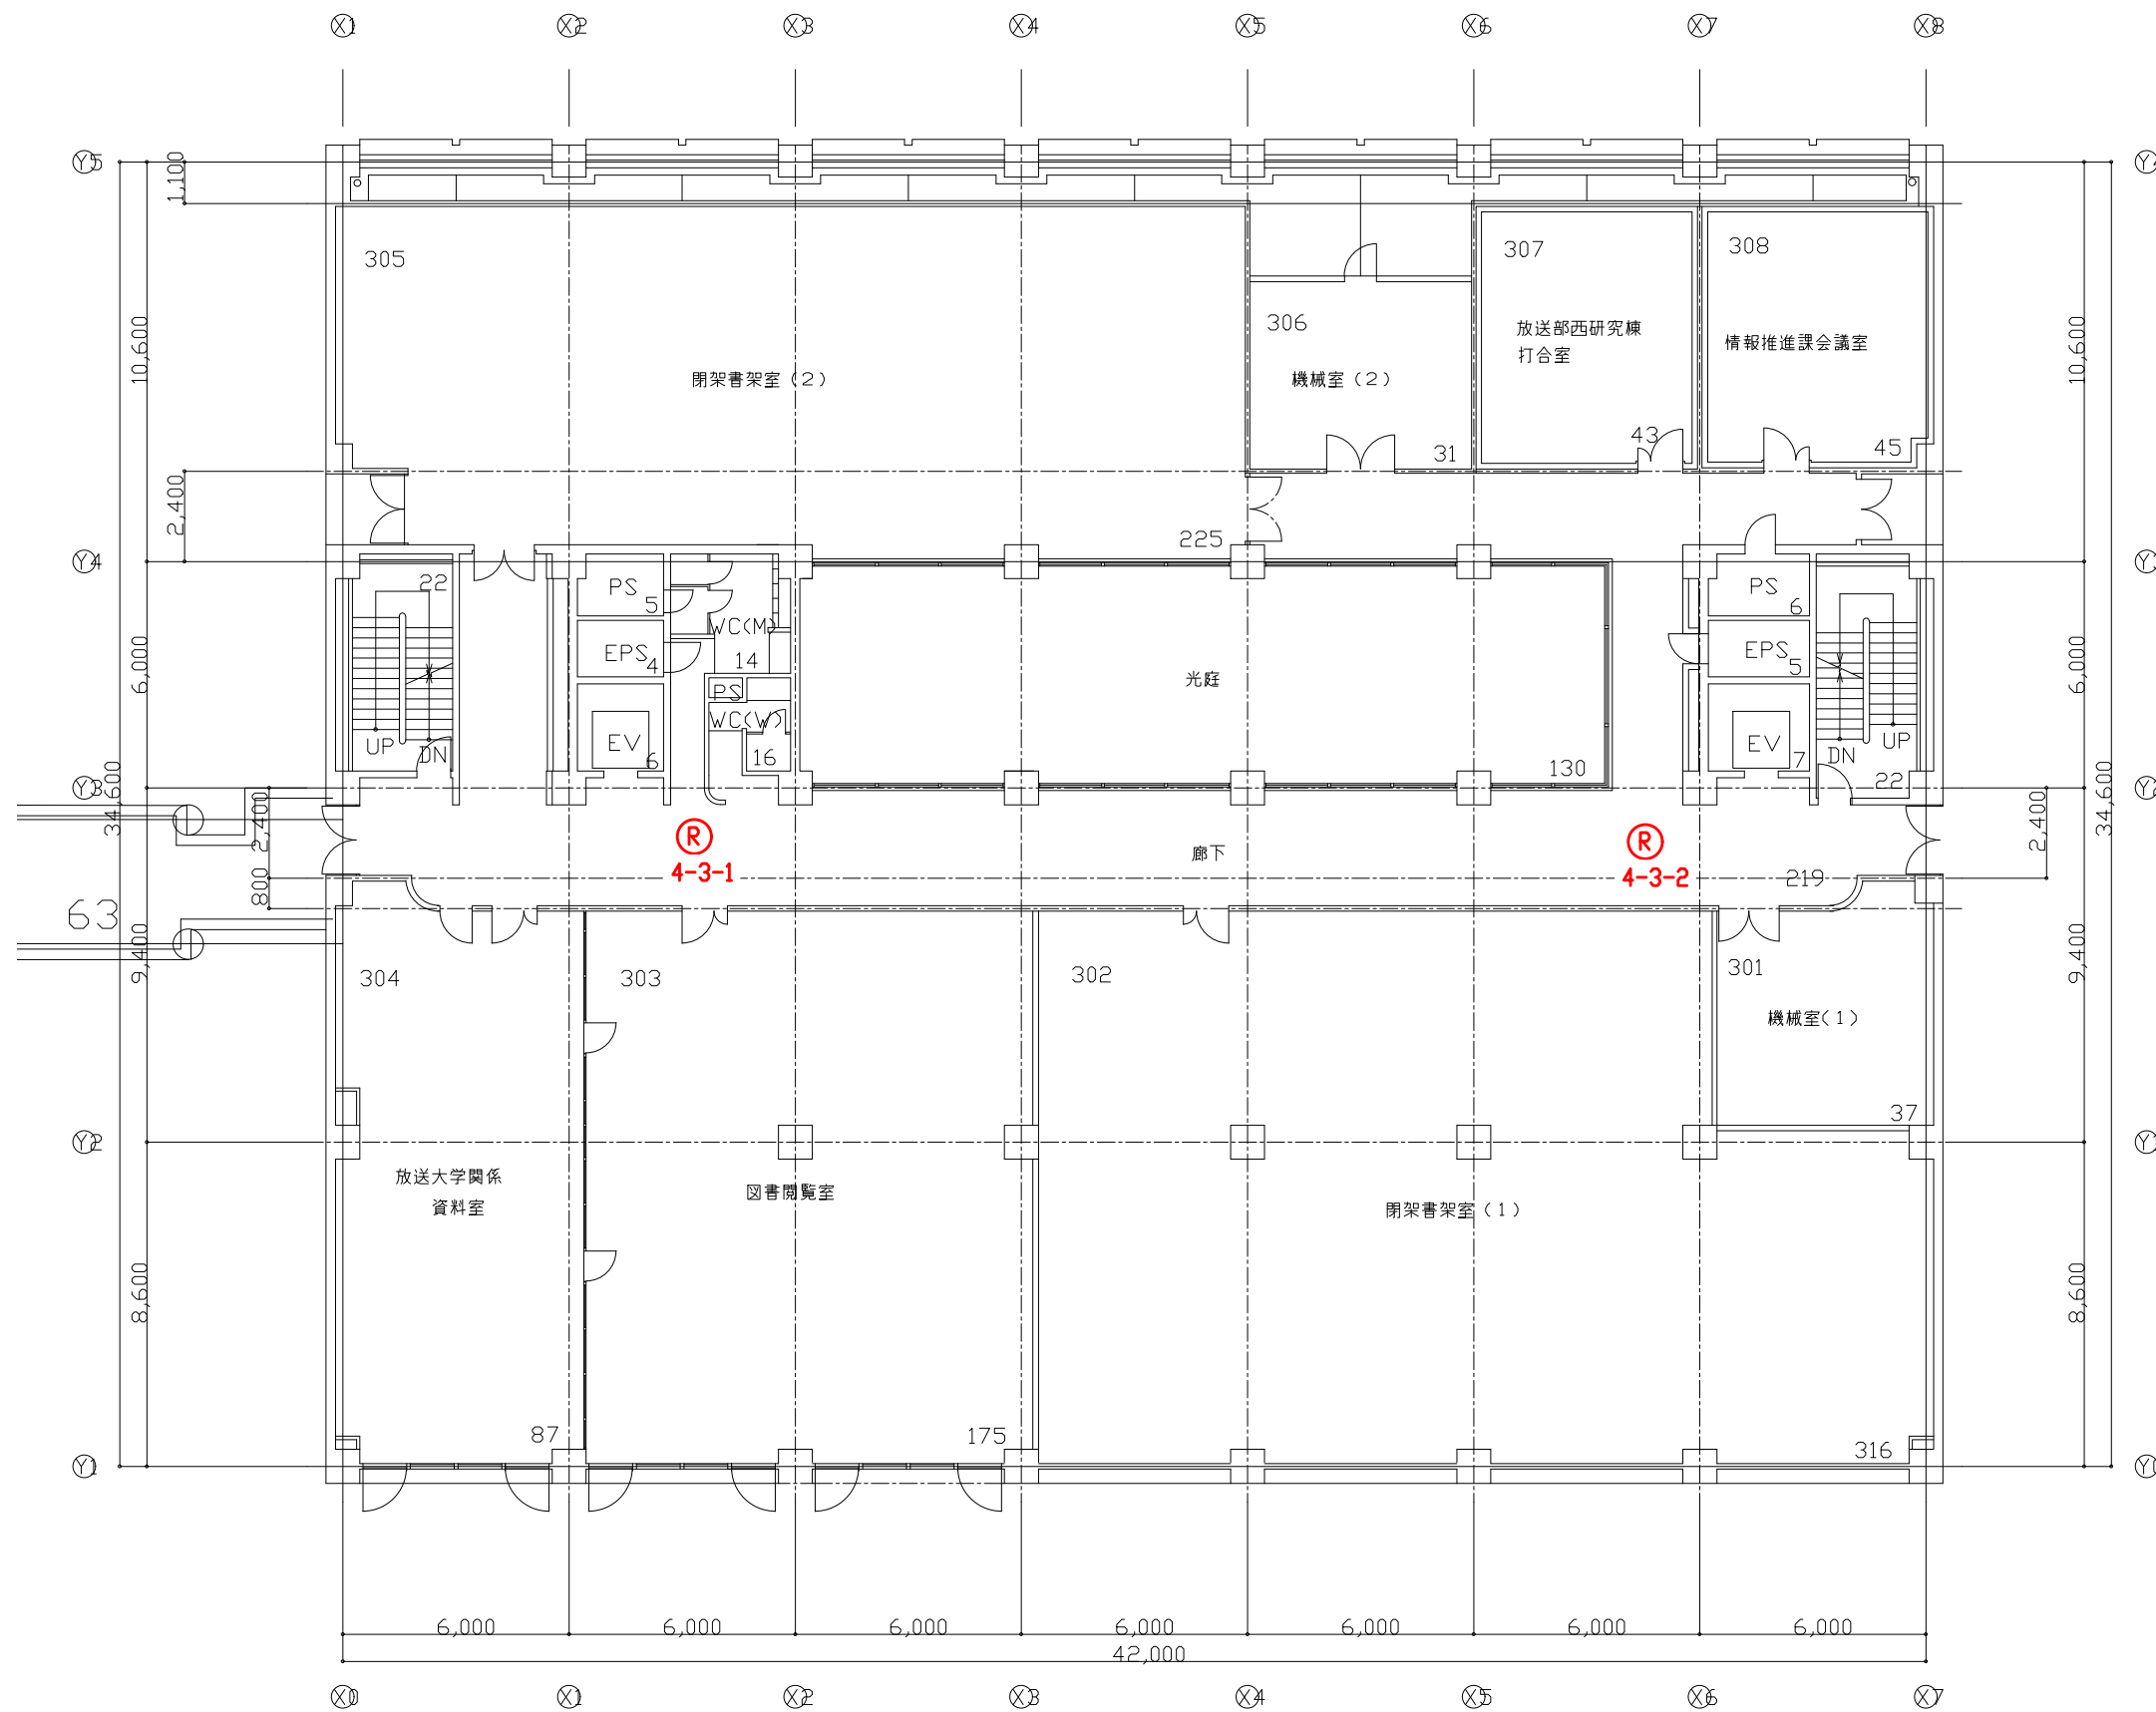 X1 X2 X3 X4 X5 X6 X7 X8
Y5
1,100
305
307
308
10,600
10,600
306
放送部西研究棟
打合室
情報推進課会議室
閉架書架室（2）
機械室（2）
43
31
45
2,400
225
Y4
22
PS
5
PS
6
WC(M)
EPS
4
14
EPS
5
6,000
光庭
6,000
PS
WC(W)
UP
DN
EV
6
16
130
EV
7
DN
UP
22
Y3
34,600
34,600
2,400
2,400
R
4-3-1
廊下
R
4-3-2
800
219
63
9,400
9,400
304
303
302
301
機械室(1)
37
Y2
放送大学関係
資料室
図書閲覧室
閉架書架室（1）
8,600
8,600
87
175
316
Y1
6,000 6,000 6,000 6,000 6,000 6,000 6,000
42,000
X0 X1 X2 X3 X4 X5 X6 X7